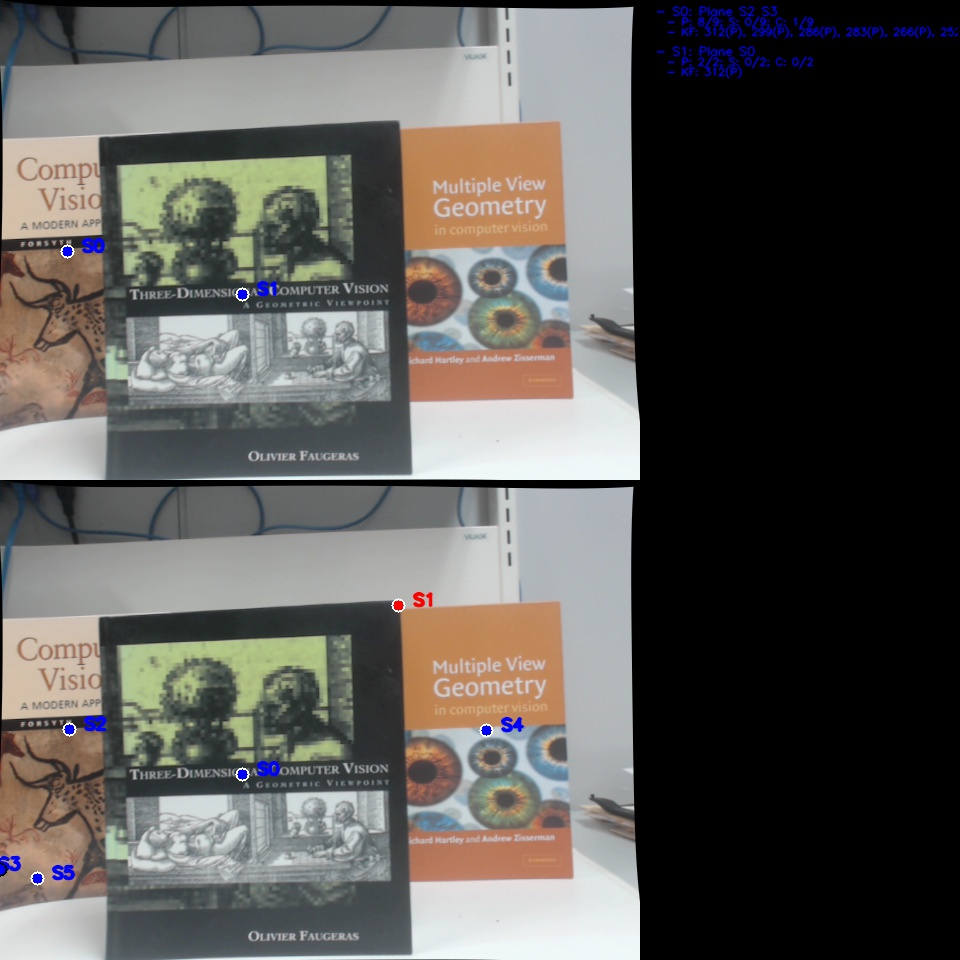 - S0: Plane S2 S3
- P: 8/9; S: 0/9; C: 1/9
- KF: 312(P), 299(P), 286(P), 283(P), 266(P),
- S1: Plane S0
- P: 2/2; S: 0/2; C: 0/2
- KF: 312(P)
Compu
Visio
A MODERN APP
FORSYTH
S0
Multiple View
Geometry
in computer vision
S1
THREE-DIMENSIONAL COMPUTER VISION
A GEOMETRIC VIEWPOINT
ichard Hartley and Andrew Zisserman
OLIVIER FAUGERAS
S1
Compu
Visio
A MODERN APP
FORSYTH
S2
Multiple View
Geometry
in computer vision
S4
S0
THREE-DIMENSIONAL COMPUTER VISION
A GEOMETRIC VIEWPOINT
ichard Hartley and Andrew Zisserman
S3
S5
OLIVIER FAUGERAS